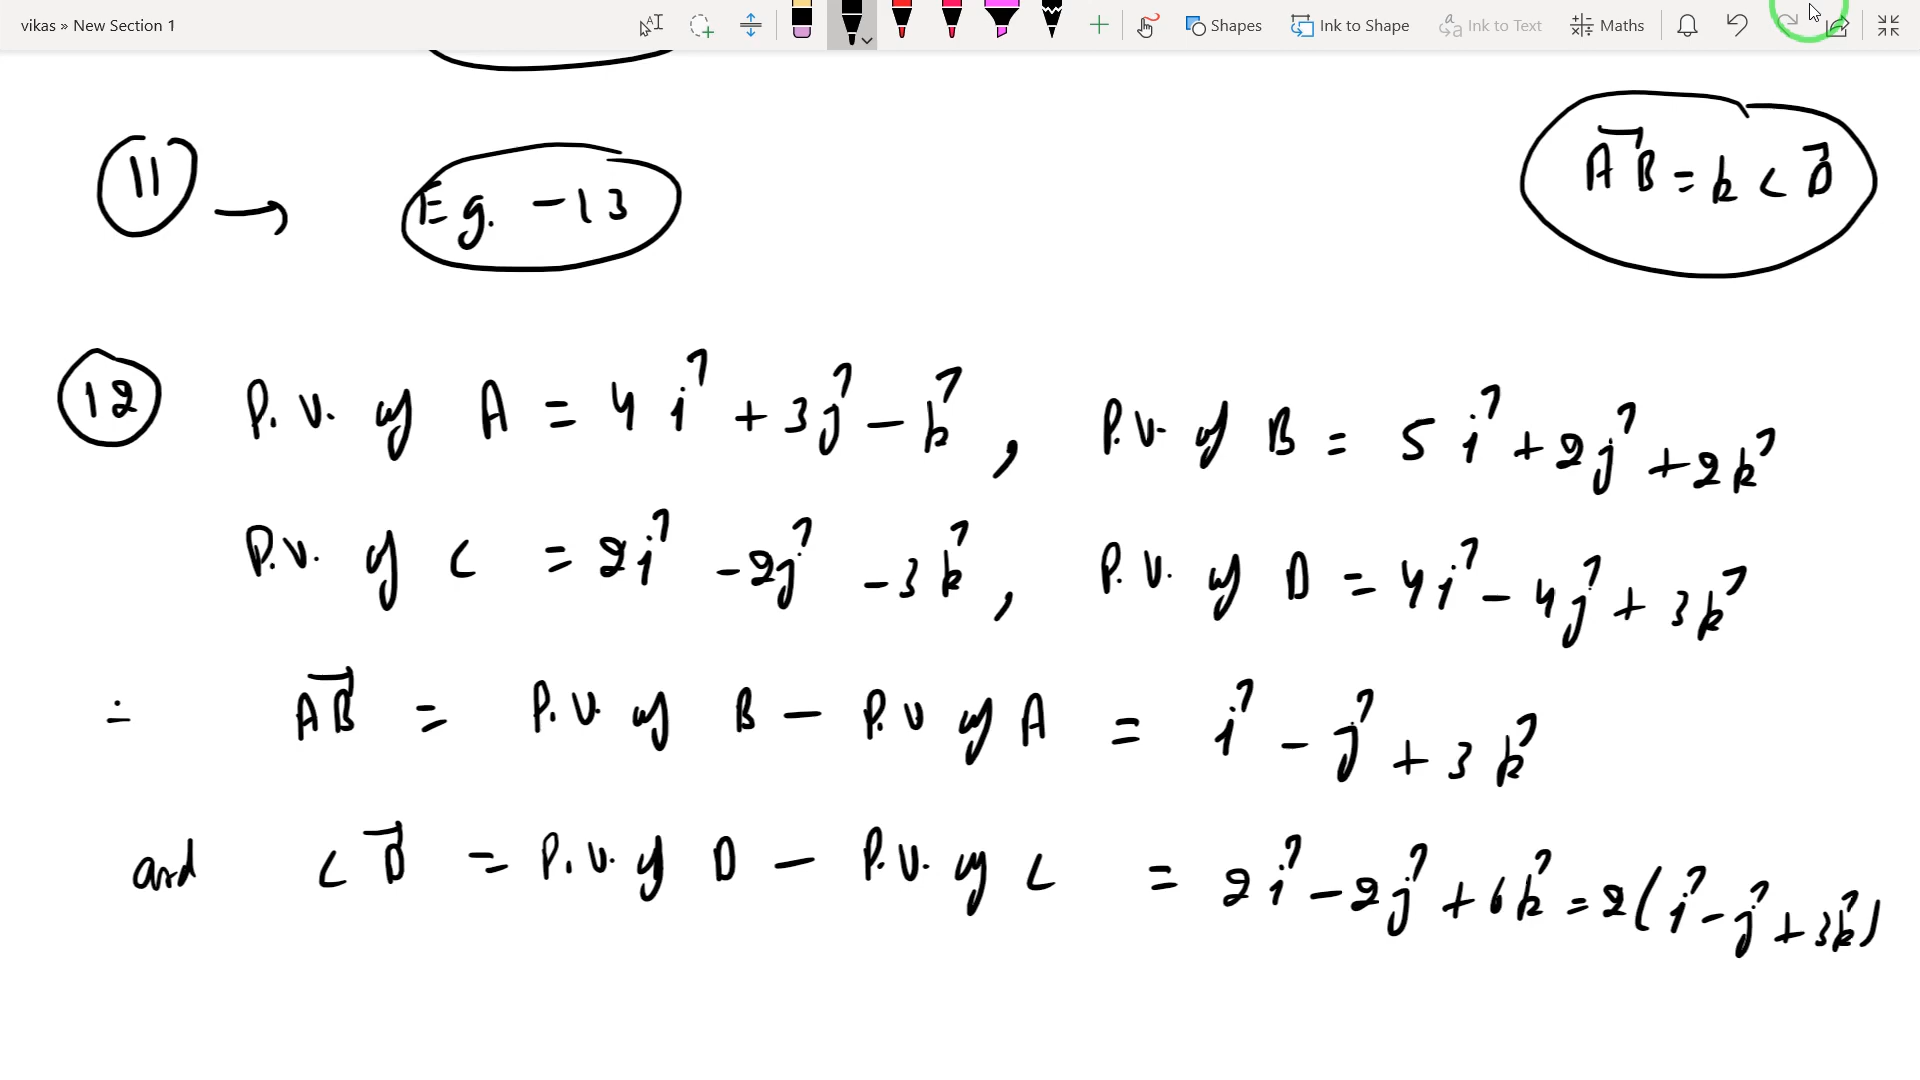 vikas » New Section 1 Shapes Ink to Shape Ink to Text Maths
11 → Eg. - 13
AB = k CD
12 P.V. of A = 4i + 3j - k, P.V. of B = 5i + 2j + 2k
P.V. of C = 2i - 2j - 3k, P.V. of D = 4i - 4j + 3k
∴ AB = P.V. of B - P.V of A = i - j + 3k
and CD = P.V. of D - P.V. of C = 2i - 2j + 6k = 2(i - j + 3k)